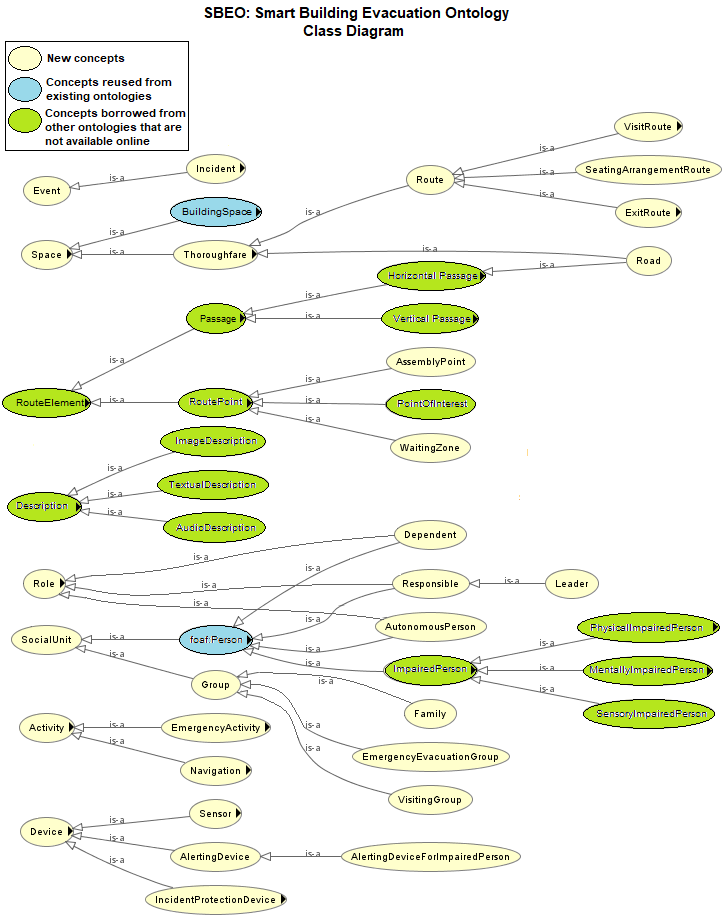 SBEO: Smart Building Evacuation Ontology
Class Diagram
New concepts
Concepts reused from
existing ontologies
Concepts borrowed from
other ontologies that are
not available online
VisitRoute
is-a
Incident
is-a
Route
is-a
SeatingArrangementRoute
Event
is-a
BuildingSpace
is-a
ExitRoute
is-a
Space
is-a
Thoroughfare
is-a
Road
is-a
Horizontal Passage
is-a
Passage
is-a
Vertical Passage
is-a
AssemblyPoint
is-a
RouteElement
is-a
RoutePoint
is-a
PointOfInterest
is-a
WaitingZone
ImageDescription
is-a
TextualDescription
Description
is-a
is-a
AudioDescription
Dependent
is-a
is-a
Role
is-a
Responsible
is-a
Leader
is-a
is-a
AutonomousPerson
PhysicalImpairedPerson
SocialUnit
is-a
foaf:Person
is-a
is-a
is-a
is-a
ImpairedPerson
is-a
MentallyImpairedPerson
Group
is-a
is-a
SensoryImpairedPerson
Family
Activity
is-a
EmergencyActivity
is-a
is-a
EmergencyEvacuationGroup
Navigation
is-a
VisitingGroup
Sensor
is-a
Device
is-a
AlertingDevice
is-a
AlertingDeviceForImpairedPerson
is-a
IncidentProtectionDevice